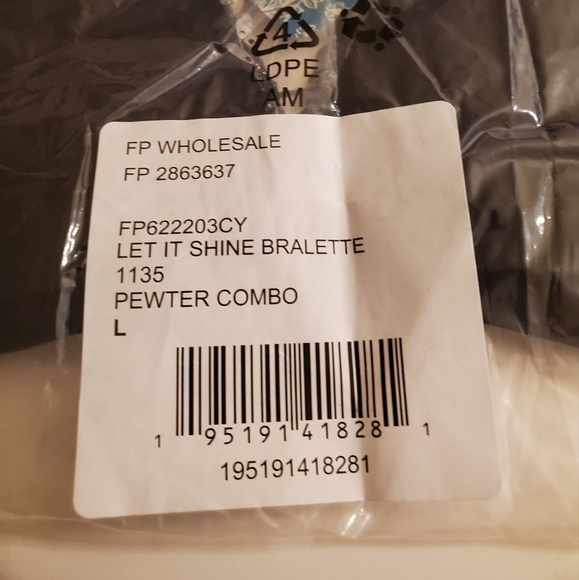 4
LDPE
AM
FP WHOLESALE
FP 2863637
FP622203CY
LET IT SHINE BRALETTE
1135
PEWTER COMBO
L
1 95191 41828 1
195191418281